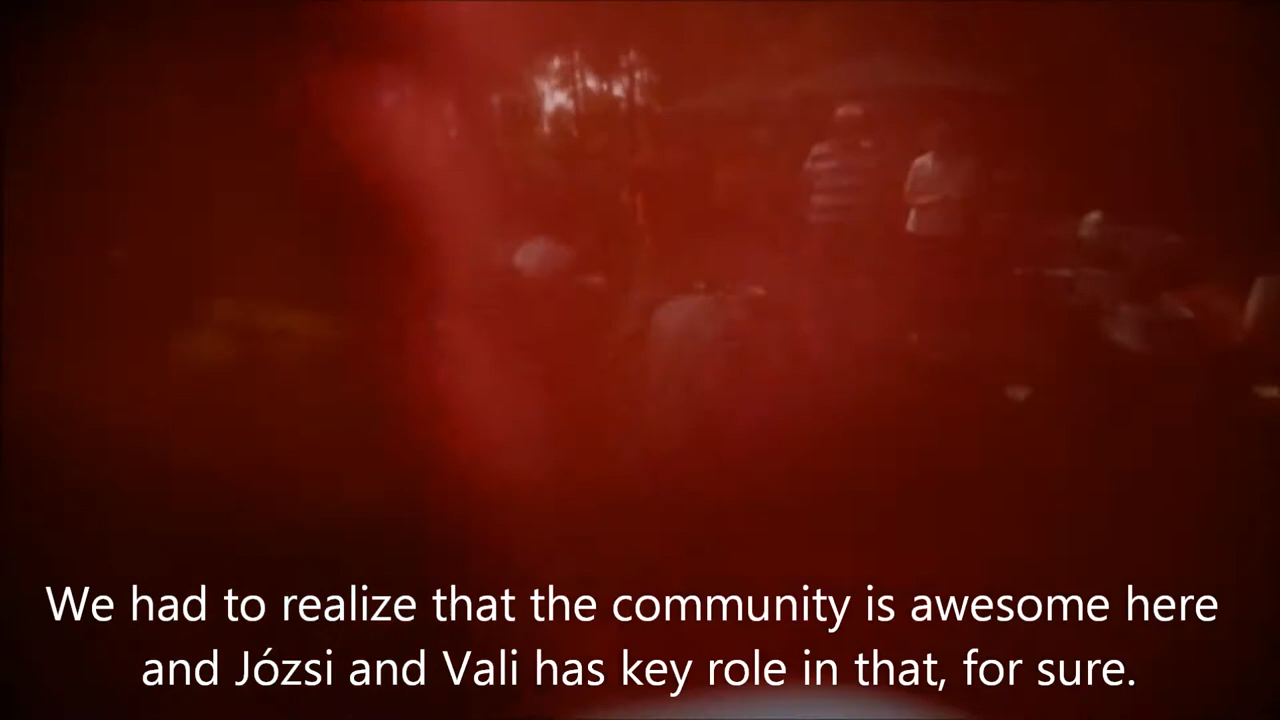 We had to realize that the community is awesome here
and Józsi and Vali has key role in that, for sure.